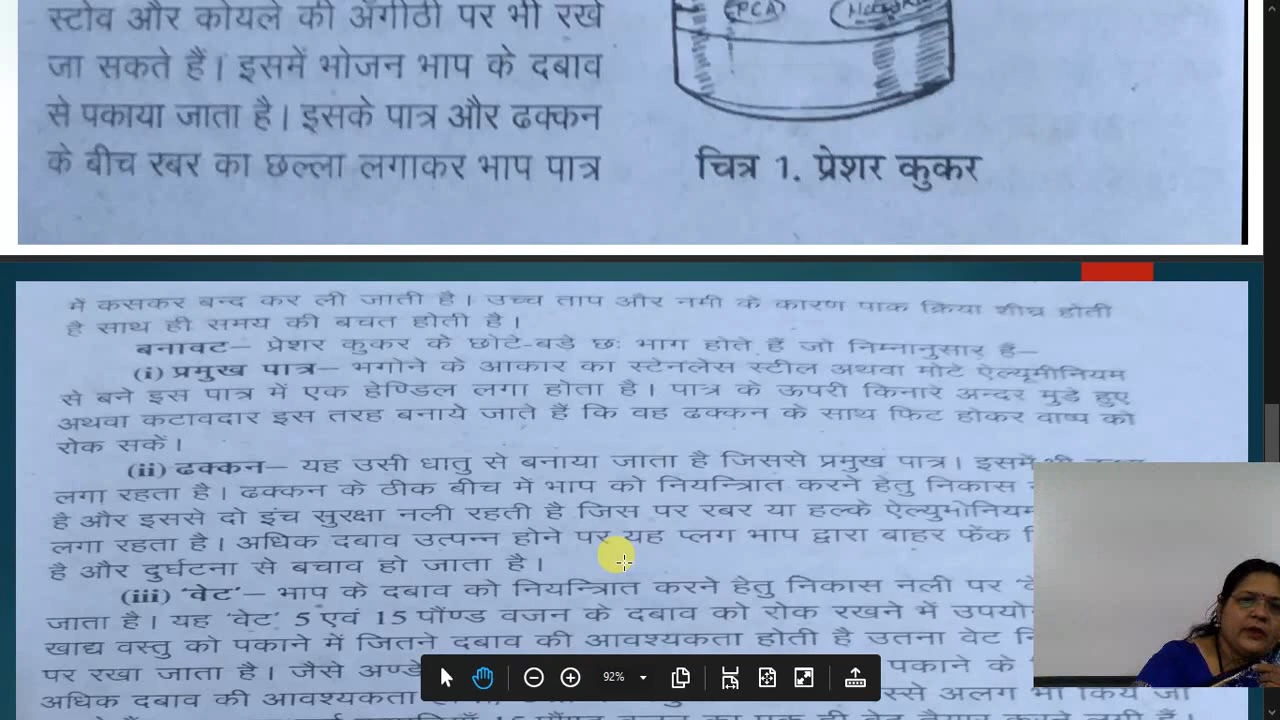 स्टोव और कोयले की अँगीठी पर भी रखे
जा सकते हैं। इसमें भोजन भाप के दबाव
से पकाया जाता है। इसके पात्र और ढक्कन
के बीच रबर का छल्ला लगाकर भाप पात्र
चित्र 1. प्रेशर कुकर
में कसकर बन्द कर ली जाती है। उच्च ताप और नमी के कारण पाक क्रिया शीघ्र होती
है साथ ही समय की बचत होती है।
बनावट– प्रेशर कुकर के छोटे-बड़े छः भाग होते हैं जो निम्नानुसार हैं–
(i) प्रमुख पात्र– भगोने के आकार का स्टेनलेस स्टील अथवा मोटे ऐल्यूमीनियम
से बने इस पात्र में एक हेण्डिल लगा होता है। पात्र के ऊपरी किनारे अन्दर मुडे हुए
अथवा कटावदार इस तरह बनाये जाते हैं कि वह ढक्कन के साथ फिट होकर वाष्प को
रोक सकें।
(ii) ढक्कन– यह उसी धातु से बनाया जाता है जिससे प्रमुख पात्र। इसमें
लगा रहता है। ढक्कन के ठीक बीच में भाप को नियन्त्रित करने हेतु निकास
है और इससे दो इंच सुरक्षा नली रहती है जिस पर रबर या हल्के ऐल्युमोनियम
लगा रहता है। अधिक दबाव उत्पन्न होने पर यह प्लग भाप द्वारा बाहर फेंक
है और दुर्घटना से बचाव हो जाता है।
(iii) 'वेट'– भाप के दबाव को नियन्त्रित करने हेतु निकास नली पर
जाता है। यह 'वेट' 5 एवं 15 पौंण्ड वजन के दबाव को रोक रखने में
खाद्य वस्तु को पकाने में जितने दबाव की आवश्यकता होती है उतना वेट
पर रखा जाता है। जैसे अण्डे पकाने के
अधिक दबाव की आवश्यकता अलग भी किये जा
92%